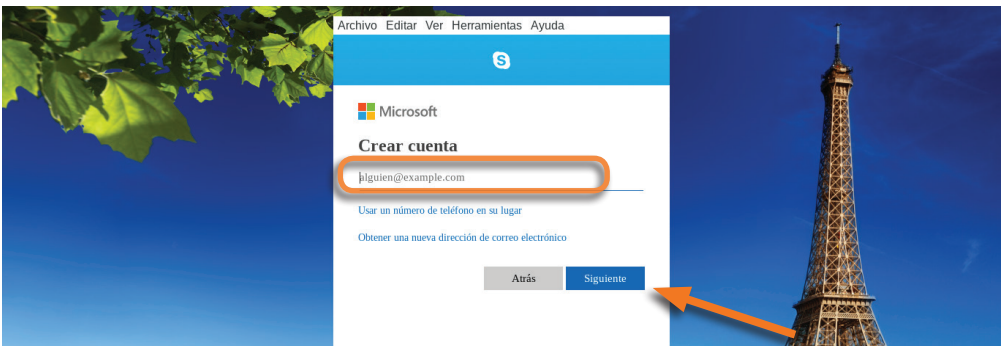 Archivo Editar Ver Herramientas Ayuda
S
Microsoft
Crear cuenta
alguien@example.com
Usar un número de teléfono en su lugar
Obtener una nueva dirección de correo electrónico
Atrás Siguiente